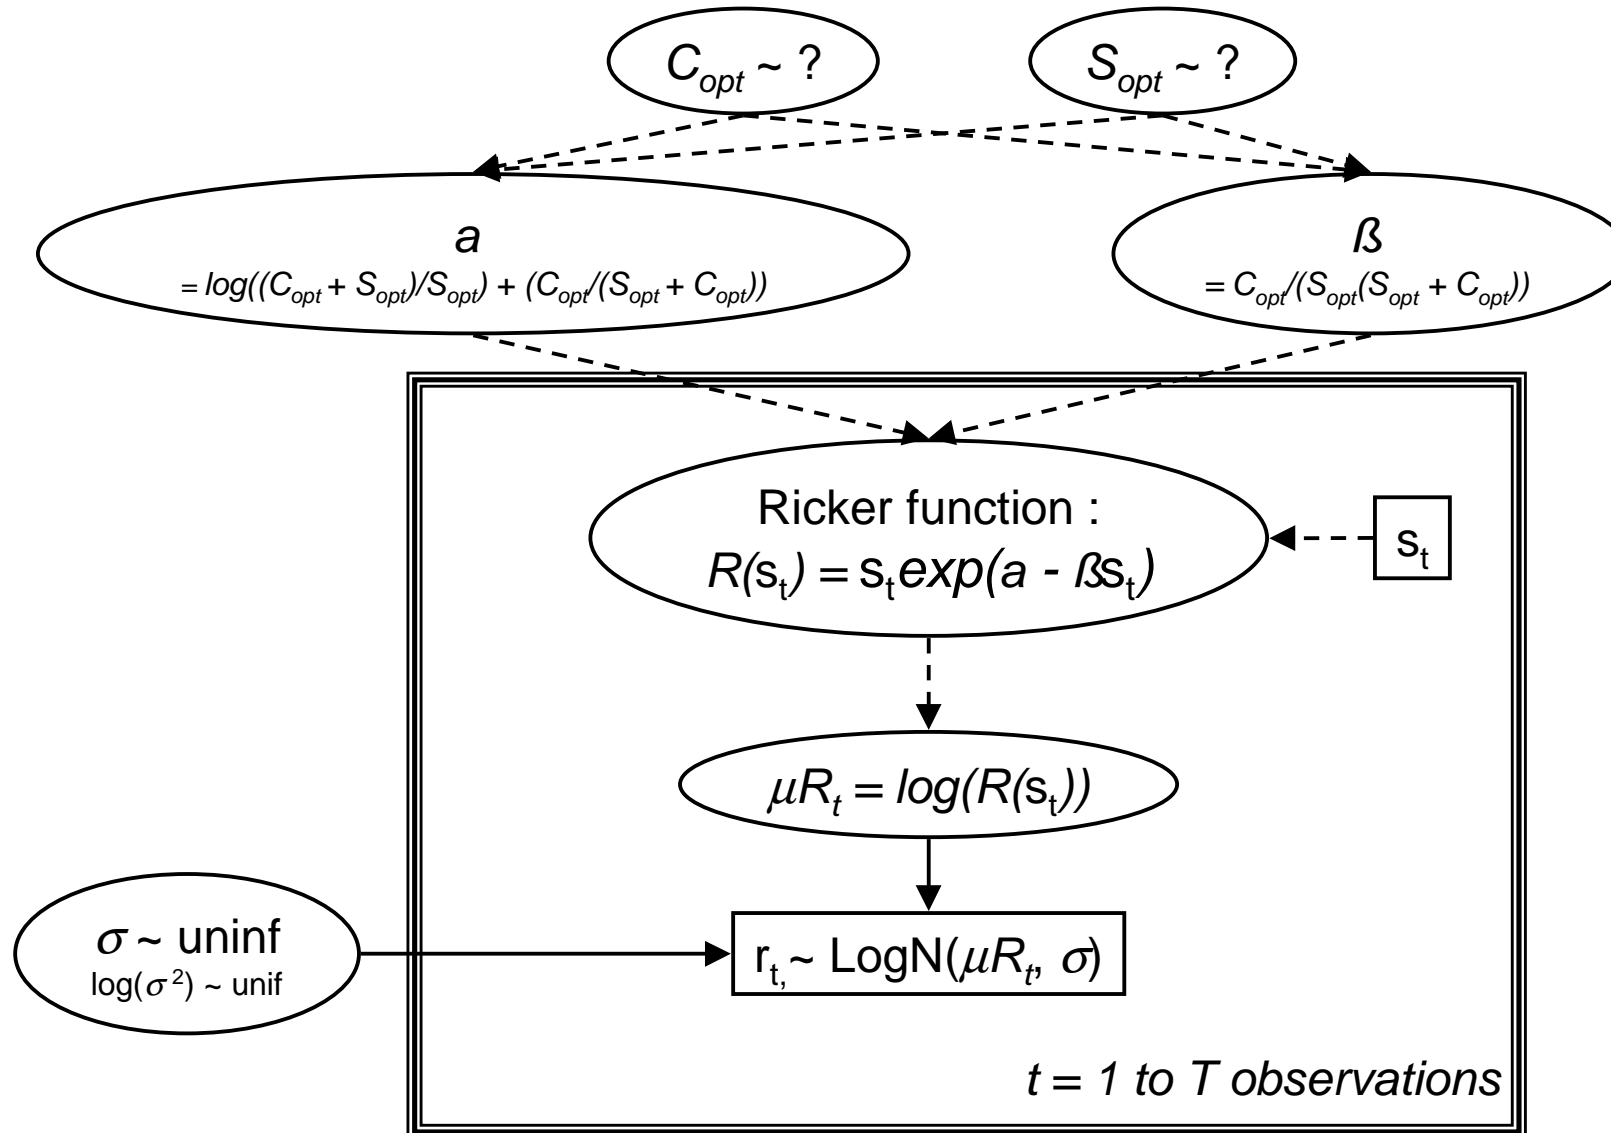 C_opt ~ ?
S_opt ~ ?
a
= log((C_opt + S_opt)/S_opt) + (C_opt/(S_opt + C_opt))
ß
= C_opt/(S_opt(S_opt + C_opt))
Ricker function :
R(s_t) = s_t exp(a - ßs_t)
s_t
μR_t = log(R(s_t))
σ ~ uninf
log(σ²) ~ unif
r_t,~ LogN(μR_t, σ)
t = 1 to T observations